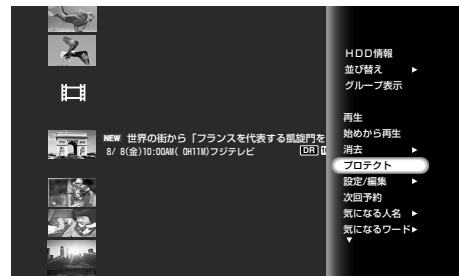 NEW 世界の街から「フランスを代表する凱旋門を
8/ 8(金)10:00AM( 0H11M)フジテレビ DR
HDD情報
並び替え ►
グループ表示
再生
始めから再生
消去 ►
プロテクト
設定/編集 ►
次回予約
気になる人名 ►
気になるワード►
▼